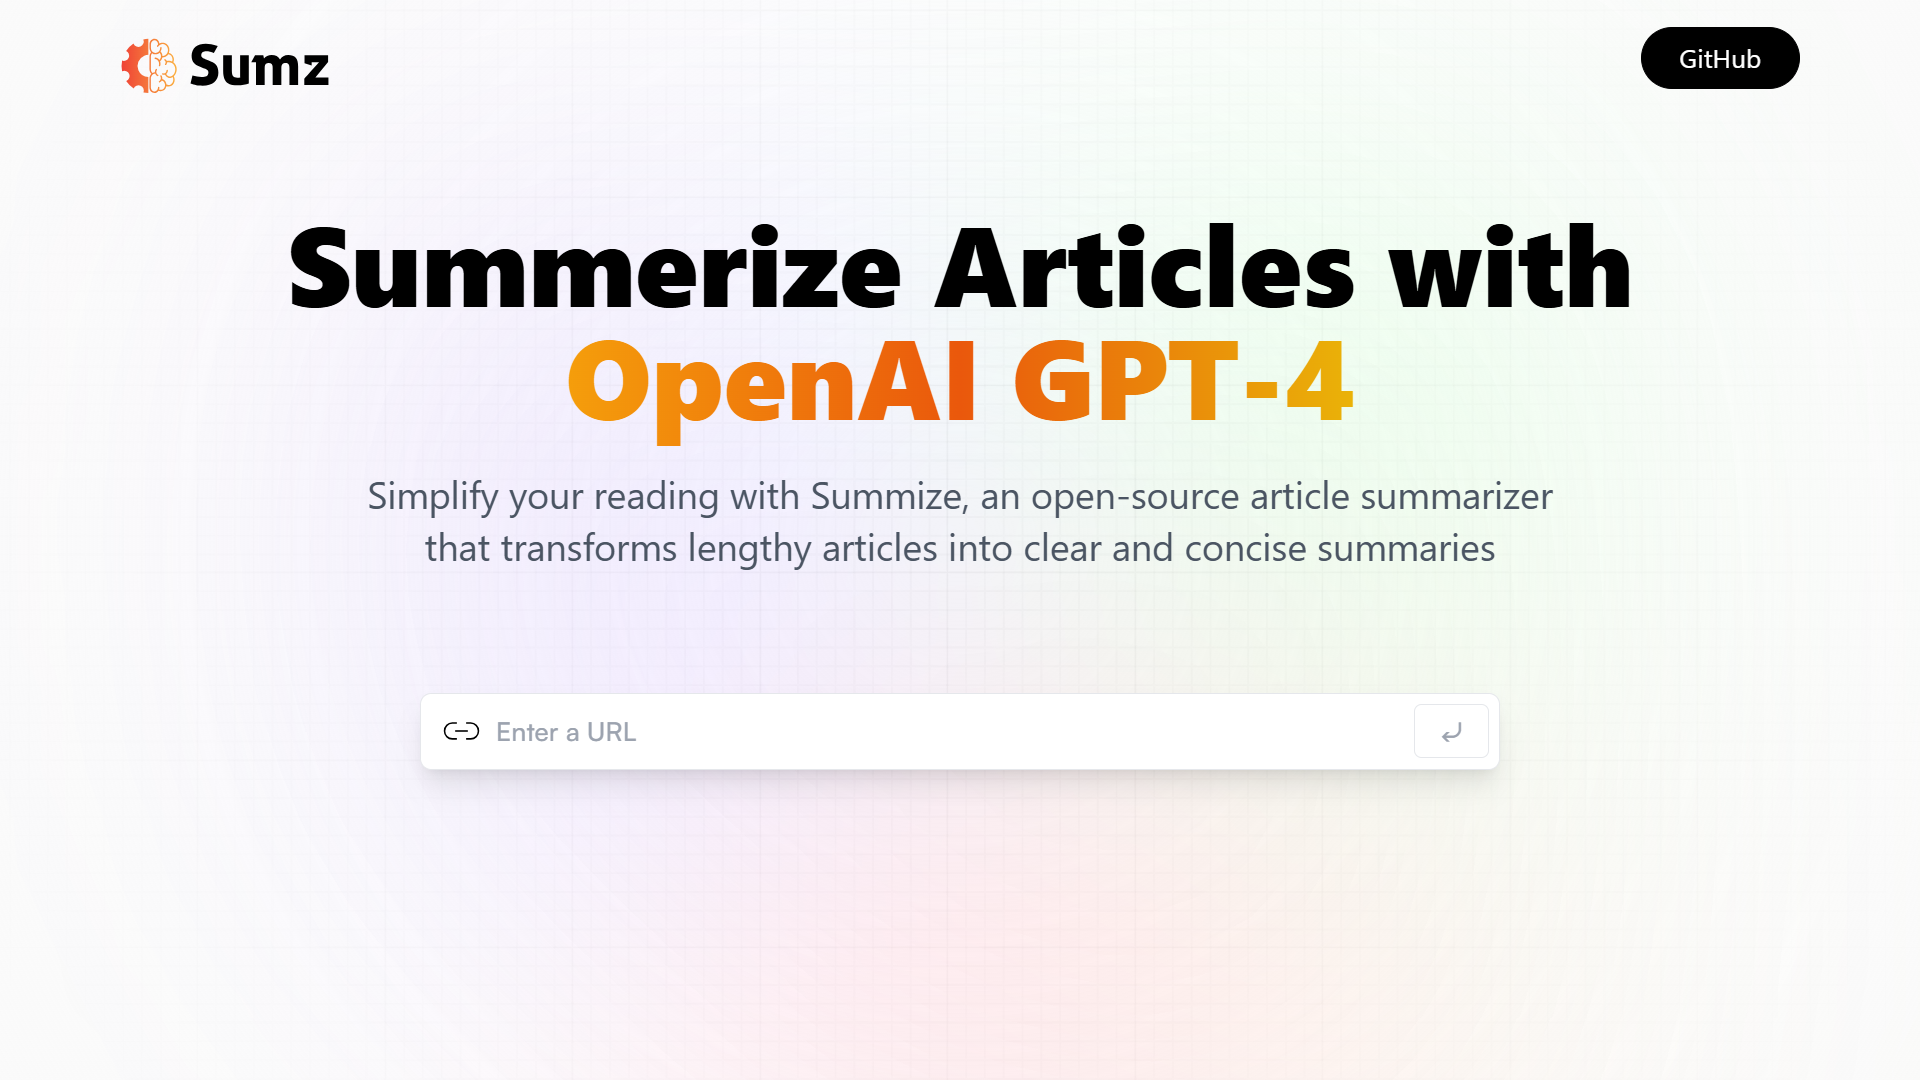 Sumz
GitHub
Summerize Articles with
OpenAI GPT-4
Simplify your reading with Summize, an open-source article summarizer
that transforms lengthy articles into clear and concise summaries
Enter a URL